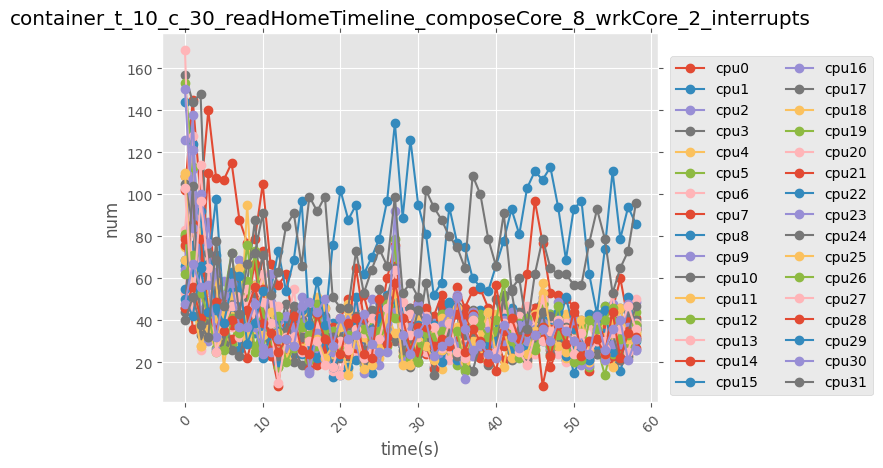 container_t_10_c_30_readHomeTimeline_composeCore_8_wrkCore_2_interrupts
num
160
140
120
100
80
60
40
20
0
10
20
30
40
50
60
time(s)
cpu0
cpu1
cpu2
cpu3
cpu4
cpu5
cpu6
cpu7
cpu8
cpu9
cpu10
cpu11
cpu12
cpu13
cpu14
cpu15
cpu16
cpu17
cpu18
cpu19
cpu20
cpu21
cpu22
cpu23
cpu24
cpu25
cpu26
cpu27
cpu28
cpu29
cpu30
cpu31